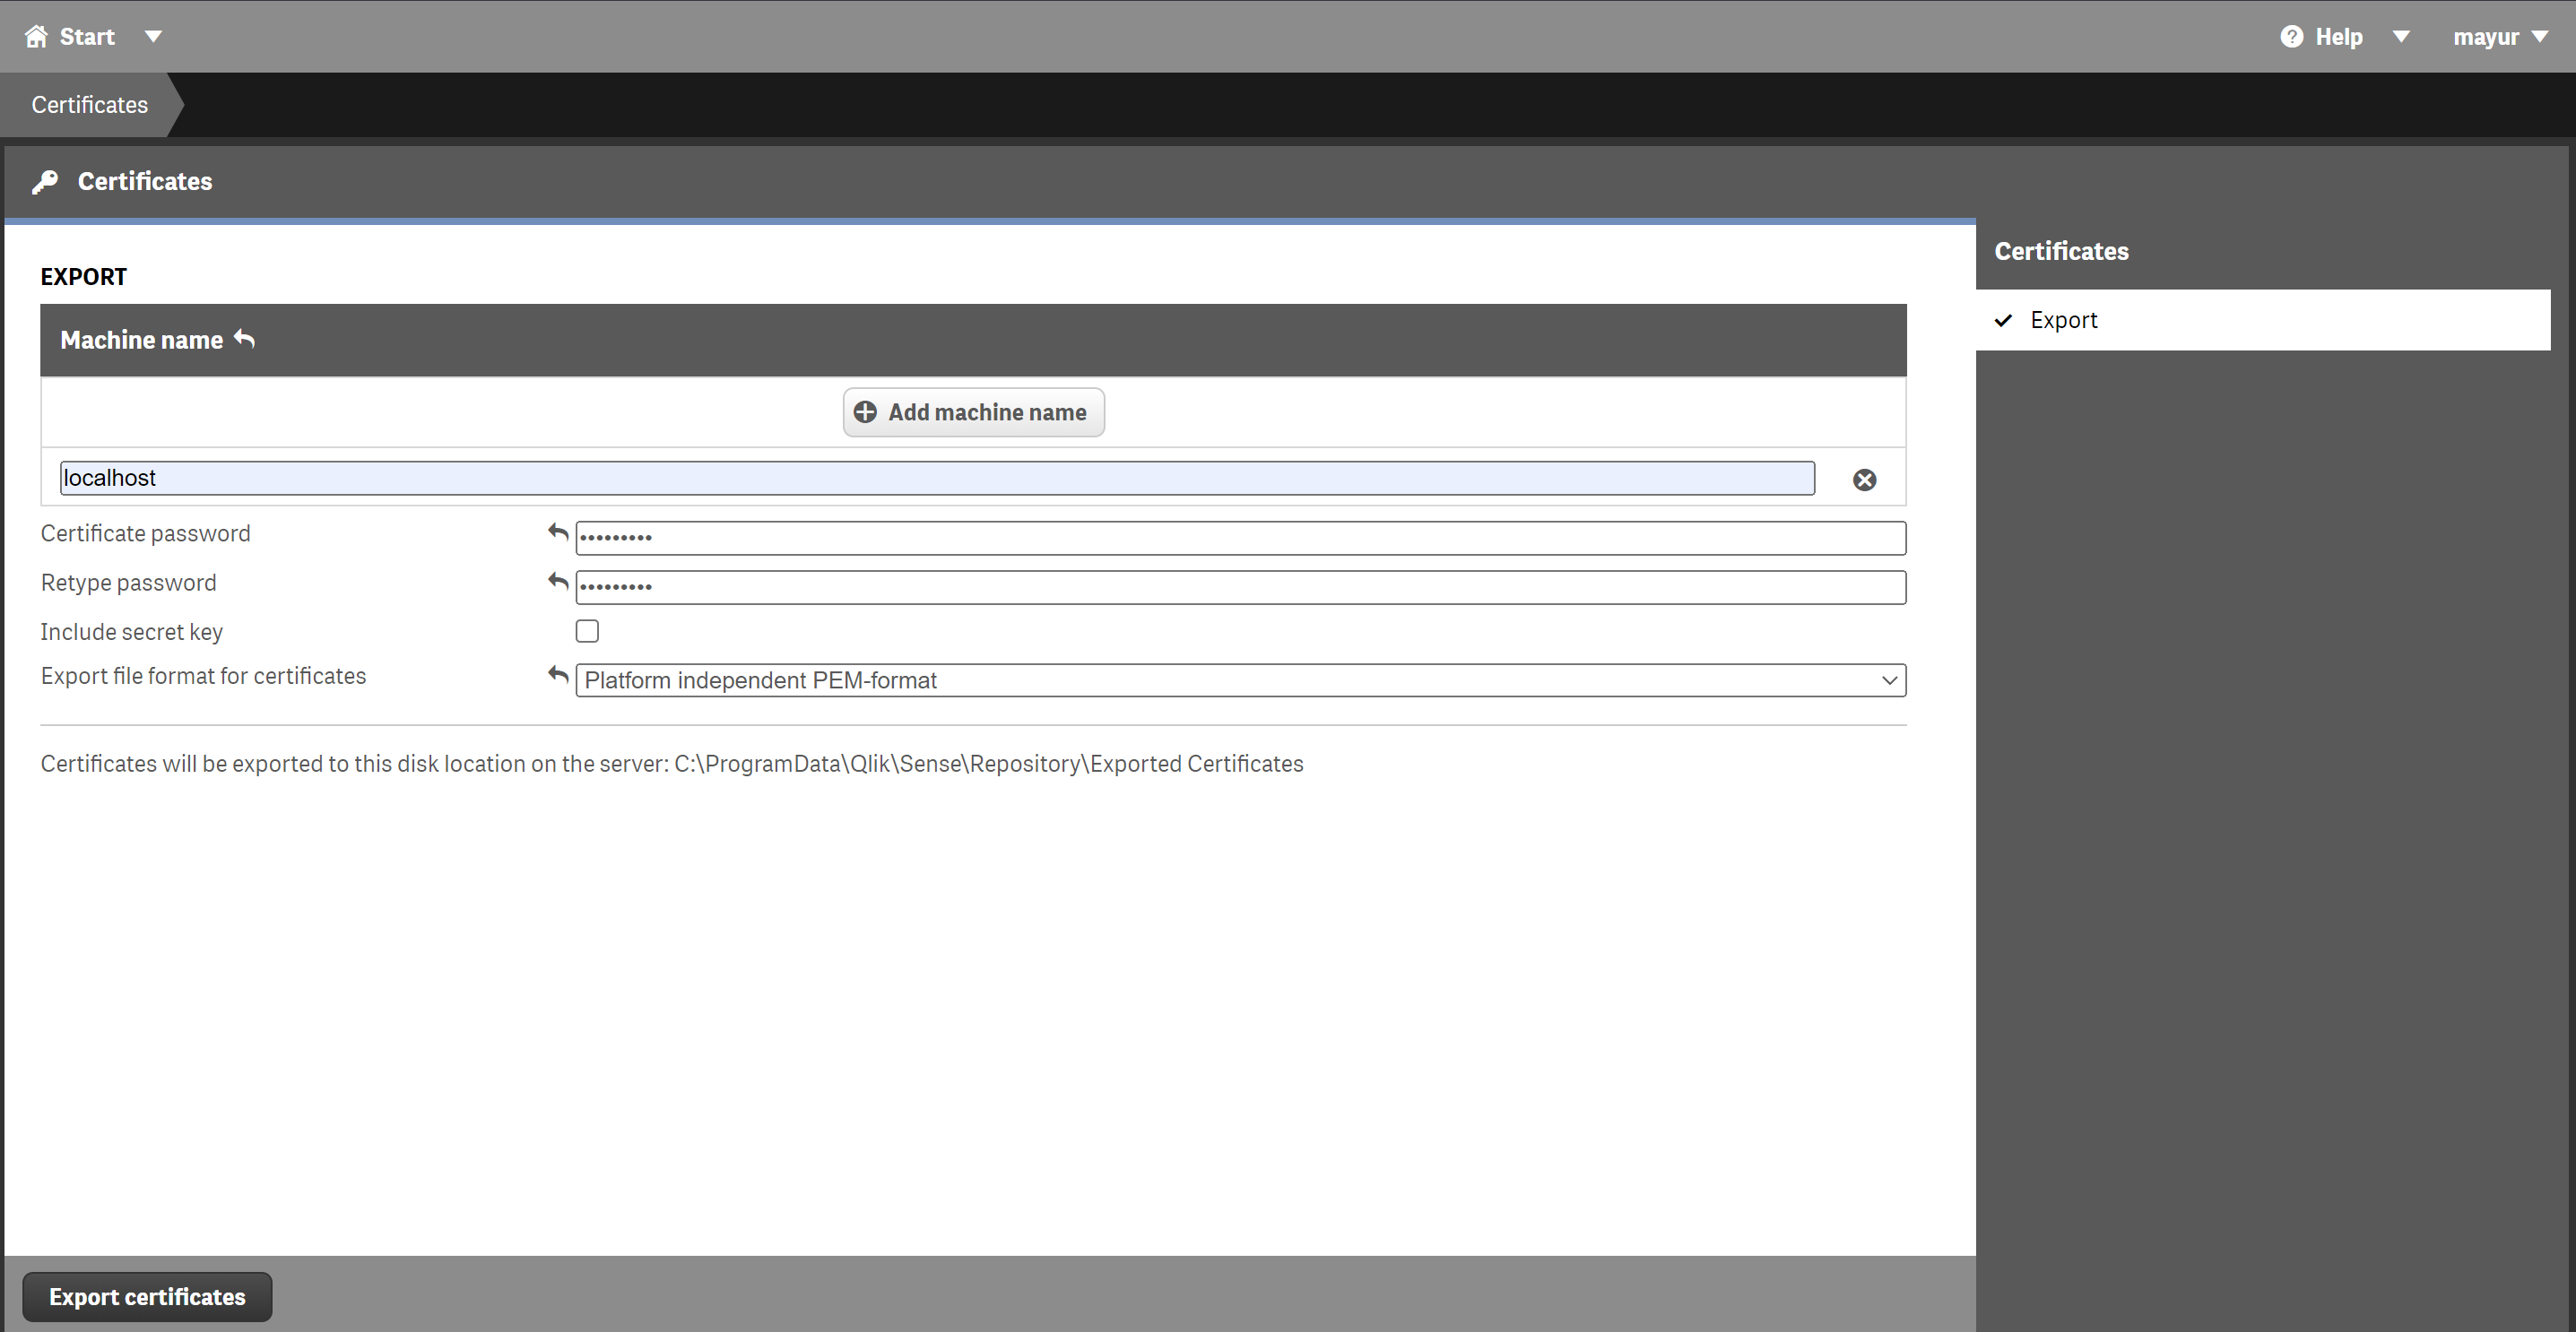 Start
Help
mayur
Certificates
Certificates
Certificates
EXPORT
Export
Machine name
Add machine name
localhost
Certificate password •••••••••
Retype password •••••••••
Include secret key
Export file format for certificates Platform independent PEM-format
Certificates will be exported to this disk location on the server: C:\ProgramData\Qlik\Sense\Repository\Exported Certificates
Export certificates